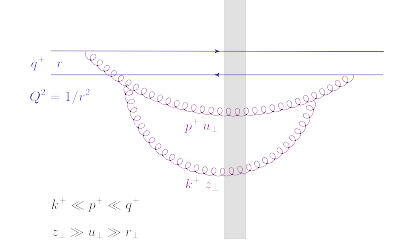 q⁺ r
Q² = 1/r²
p⁺ u⊥
k⁺ z⊥
k⁺ ≪ p⁺ ≪ q⁺
z⊥ ≫ u⊥ ≫ r⊥